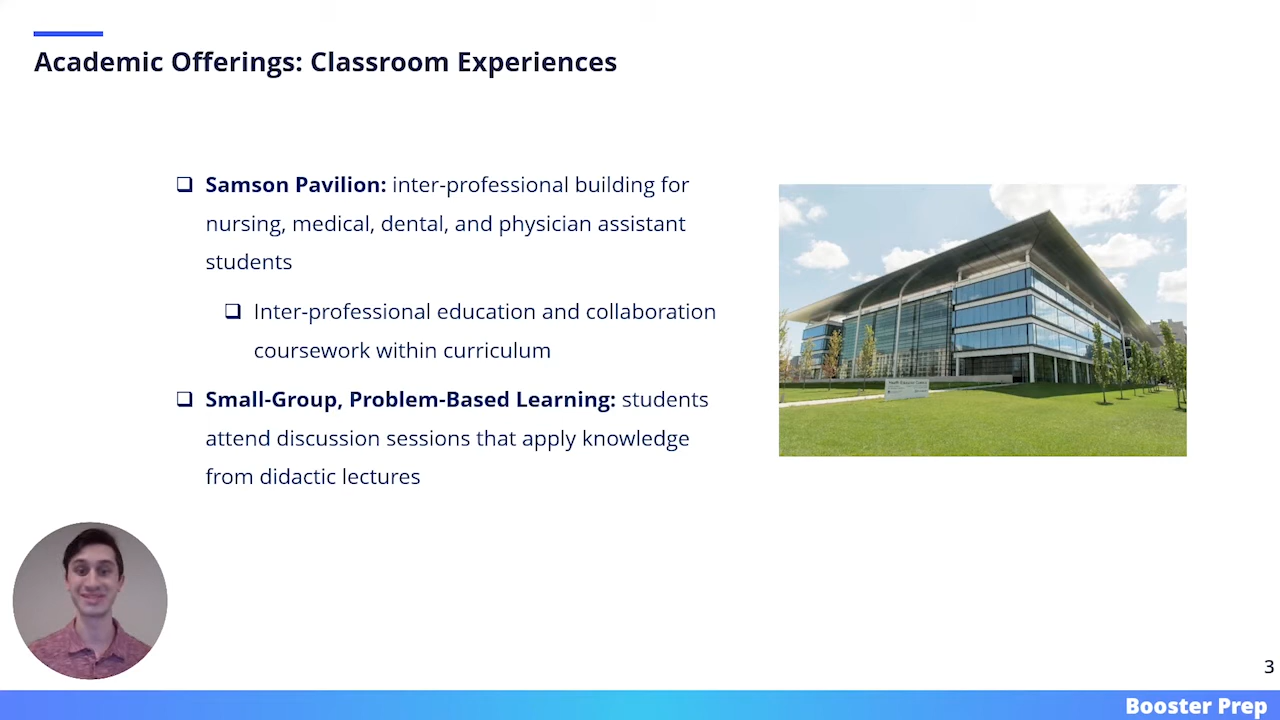 Academic Offerings: Classroom Experiences
❑ Samson Pavilion: inter-professional building for
nursing, medical, dental, and physician assistant
students
❑ Inter-professional education and collaboration
coursework within curriculum
❑ Small-Group, Problem-Based Learning: students
attend discussion sessions that apply knowledge
from didactic lectures
3
Booster Prep